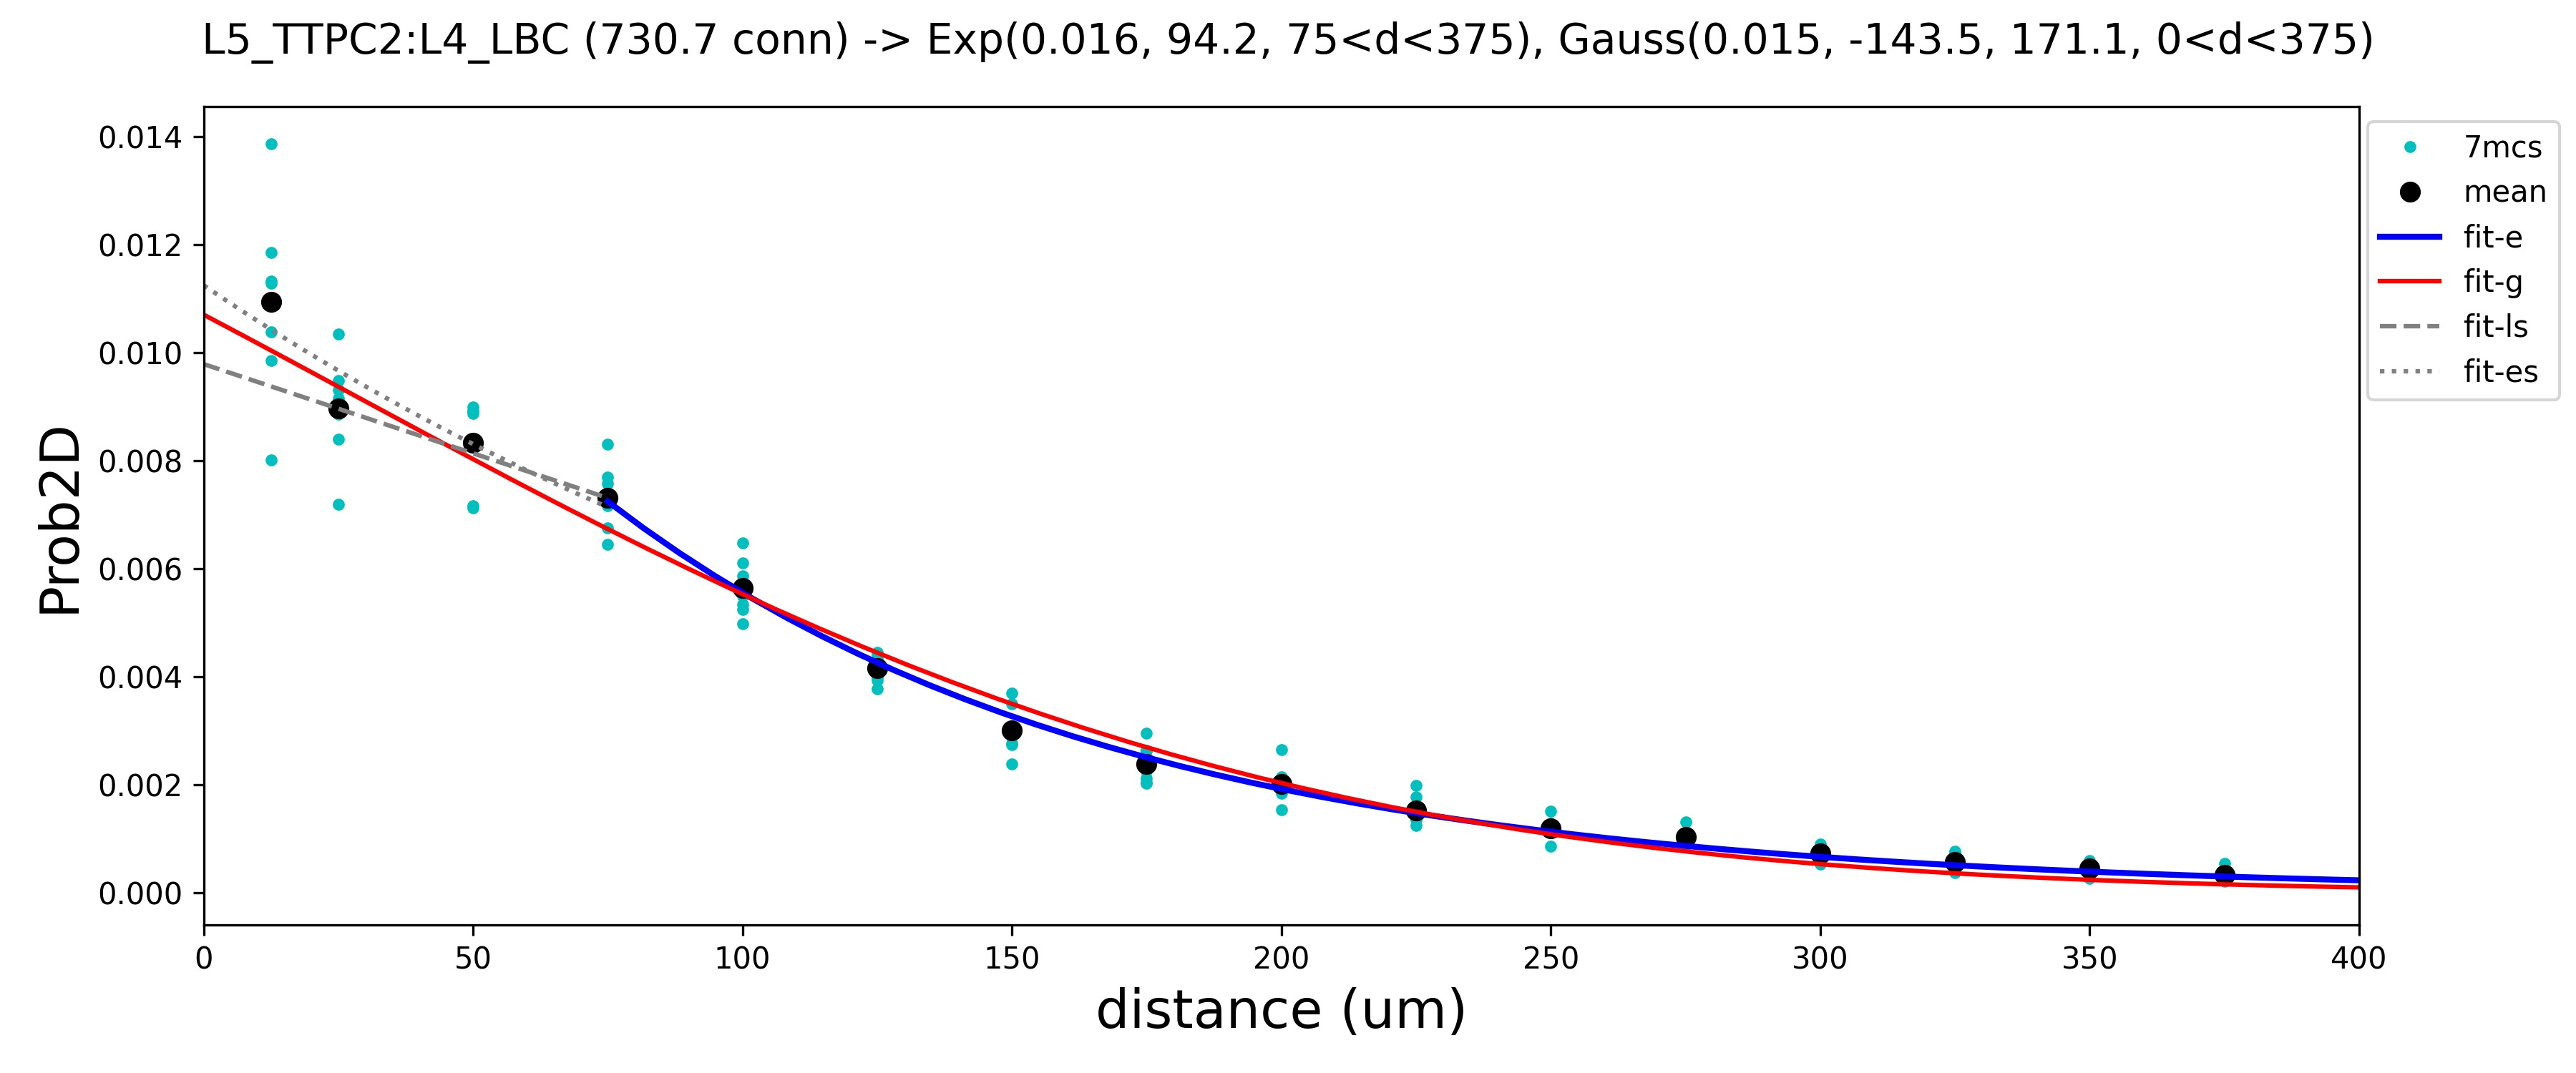 L5_TTPC2:L4_LBC (730.7 conn) -> Exp(0.016, 94.2, 75<d<375), Gauss(0.015, -143.5, 171.1, 0<d<375)
0.014
0.012
0.010
0.008
0.006
0.004
0.002
0.000
Prob2D
0 50 100 150 200 250 300 350 400
distance (um)
7mcs
mean
fit-e
fit-g
fit-ls
fit-es